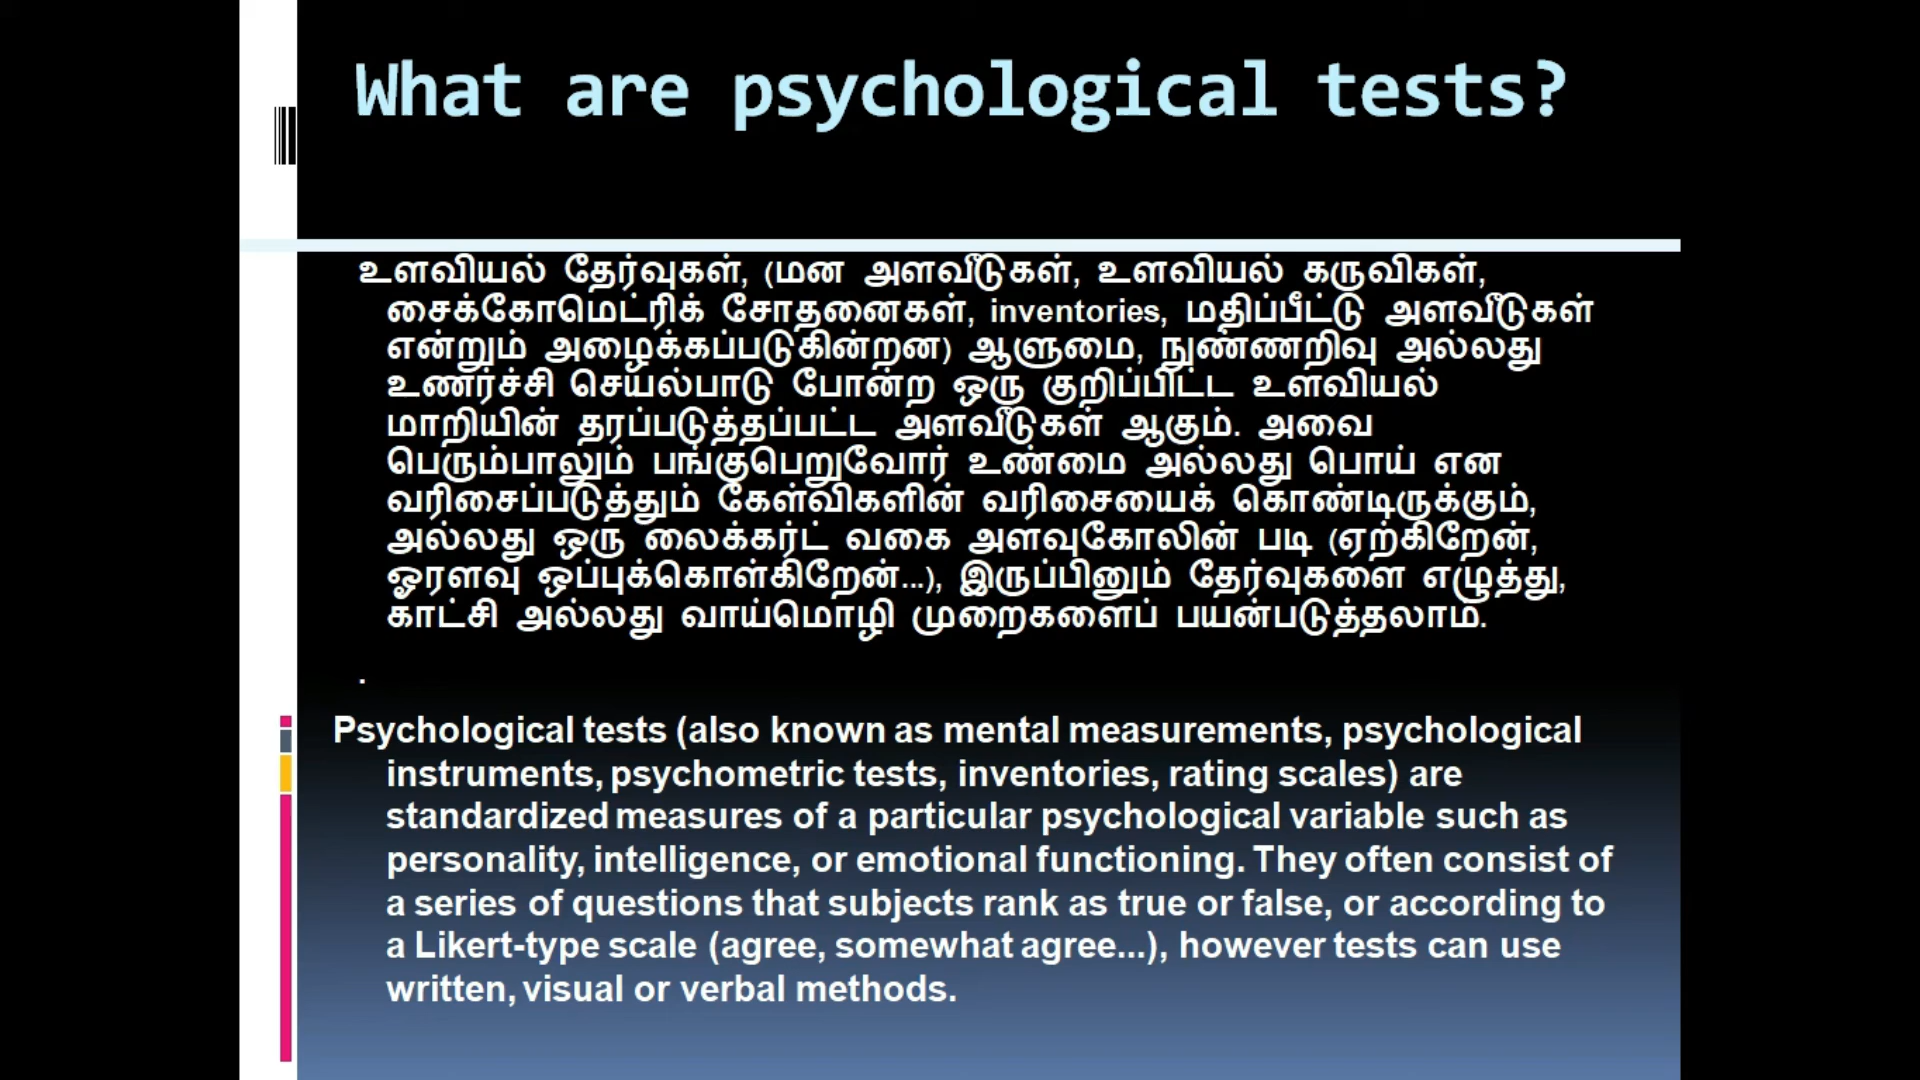 What are psychological tests?
உளவியல் தேர்வுகள், (மன அளவீடுகள், உளவியல் கருவிகள்,
சைக்கோமெட்ரிக் சோதனைகள், inventories, மதிப்பீட்டு அளவீடுகள்
என்றும் அழைக்கப்படுகின்றன) ஆளுமை, நுண்ணறிவு அல்லது
உணர்ச்சி செயல்பாடு போன்ற ஒரு குறிப்பிட்ட உளவியல்
மாறியின் தரப்படுத்தப்பட்ட அளவீடுகள் ஆகும். அவை
பெரும்பாலும் பங்குபெறுவோர் உண்மை அல்லது பொய் என
வரிசைப்படுத்தும் கேள்விகளின் வரிசையைக் கொண்டிருக்கும்,
அல்லது ஒரு லைக்கர்ட் வகை அளவுகோலின் படி (ஏற்கிறேன்,
ஓரளவு ஒப்புக்கொள்கிறேன்...), இருப்பினும் தேர்வுகளை எழுத்து,
காட்சி அல்லது வாய்மொழி முறைகளைப் பயன்படுத்தலாம்.
.
Psychological tests (also known as mental measurements, psychological
instruments, psychometric tests, inventories, rating scales) are
standardized measures of a particular psychological variable such as
personality, intelligence, or emotional functioning. They often consist of
a series of questions that subjects rank as true or false, or according to
a Likert-type scale (agree, somewhat agree...), however tests can use
written, visual or verbal methods.